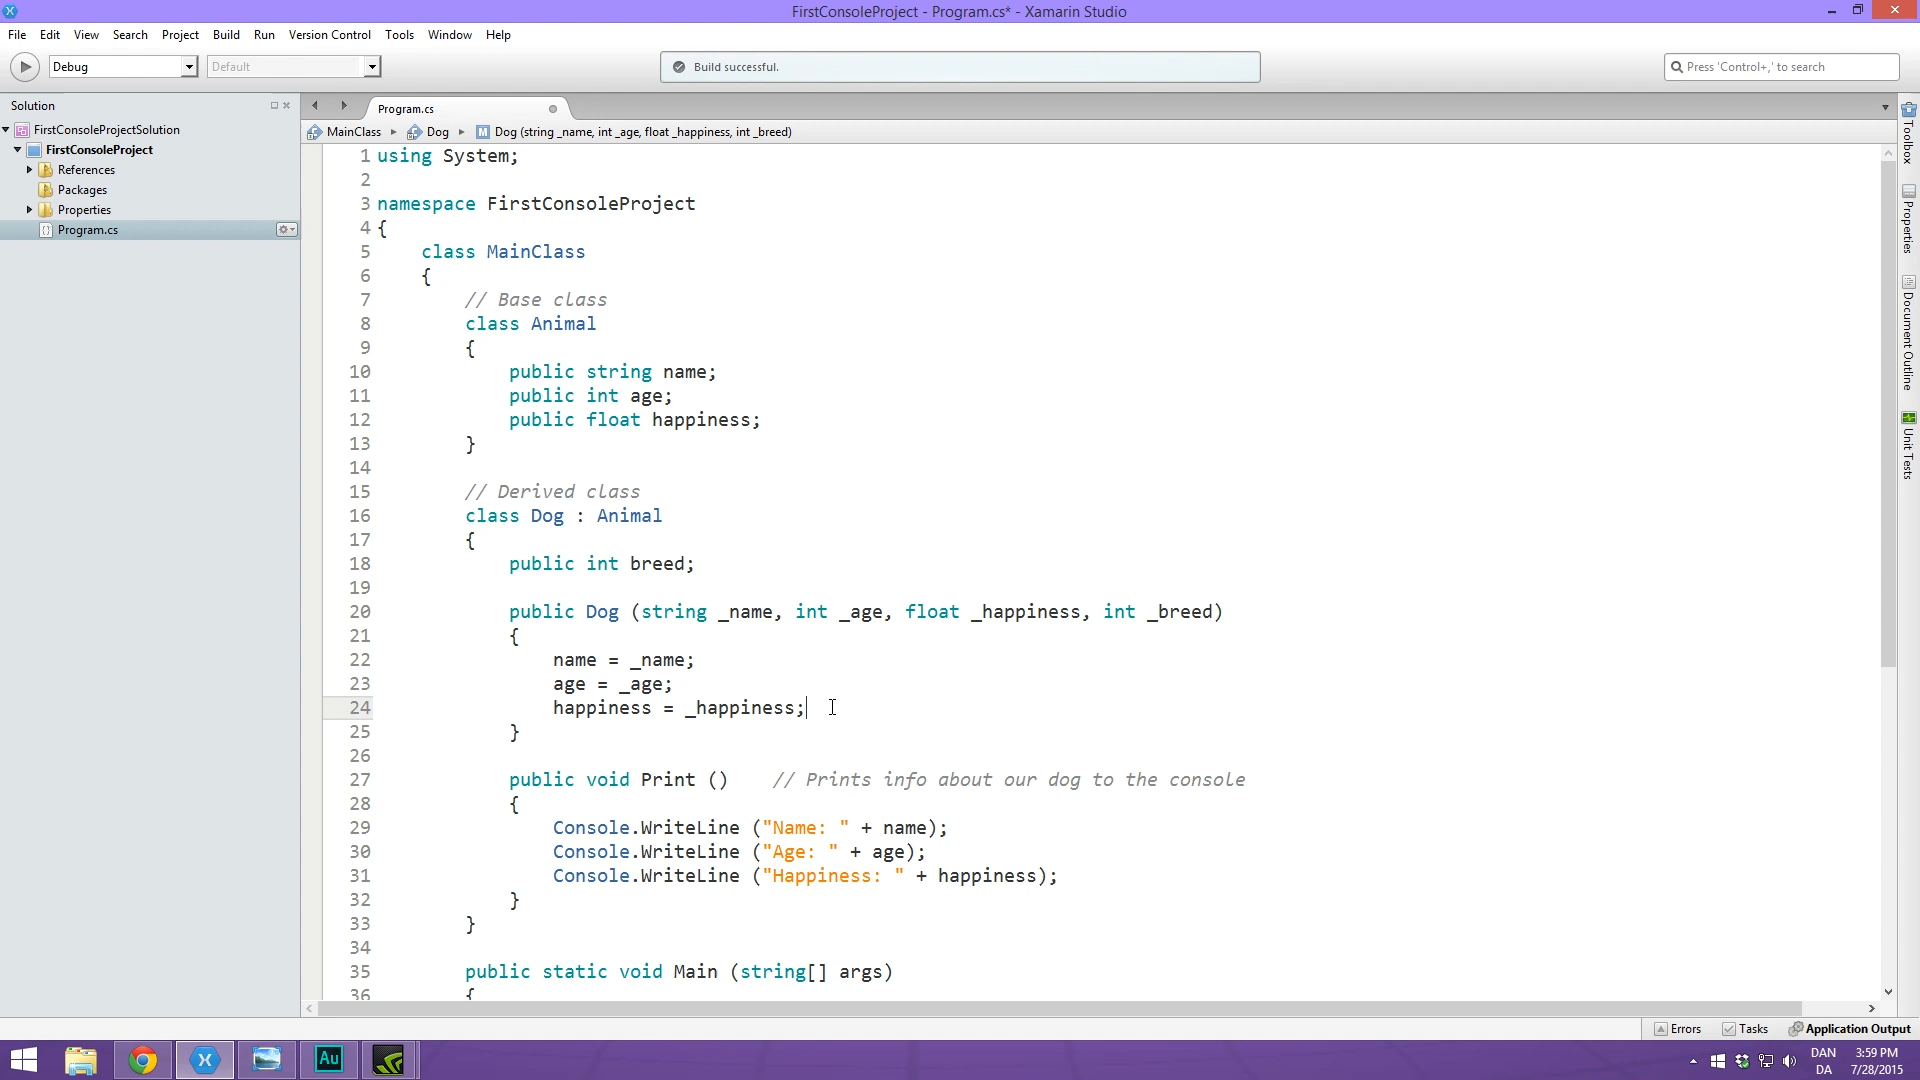 FirstConsoleProject - Program.cs* - Xamarin Studio
File Edit View Search Project Build Run Version Control Tools Window Help
Debug Default Build successful. Press 'Control+,' to search
Solution
FirstConsoleProjectSolution
FirstConsoleProject
References
Packages
Properties
Program.cs
Program.cs
MainClass Dog Dog (string _name, int _age, float _happiness, int _breed)
1 using System;
2
3 namespace FirstConsoleProject
4 {
5 class MainClass
6 {
7 // Base class
8 class Animal
9 {
10 public string name;
11 public int age;
12 public float happiness;
13 }
14
15 // Derived class
16 class Dog : Animal
17 {
18 public int breed;
19
20 public Dog (string _name, int _age, float _happiness, int _breed)
21 {
22 name = _name;
23 age = _age;
24 happiness = _happiness;
25 }
26
27 public void Print () // Prints info about our dog to the console
28 {
29 Console.WriteLine ("Name: " + name);
30 Console.WriteLine ("Age: " + age);
31 Console.WriteLine ("Happiness: " + happiness);
32 }
33 }
34
35 public static void Main (string[] args)
36 {
Toolbox
Properties
Document Outline
Unit Tests
Errors Tasks Application Output
Au
DAN 3:59 PM
DA 7/28/2015